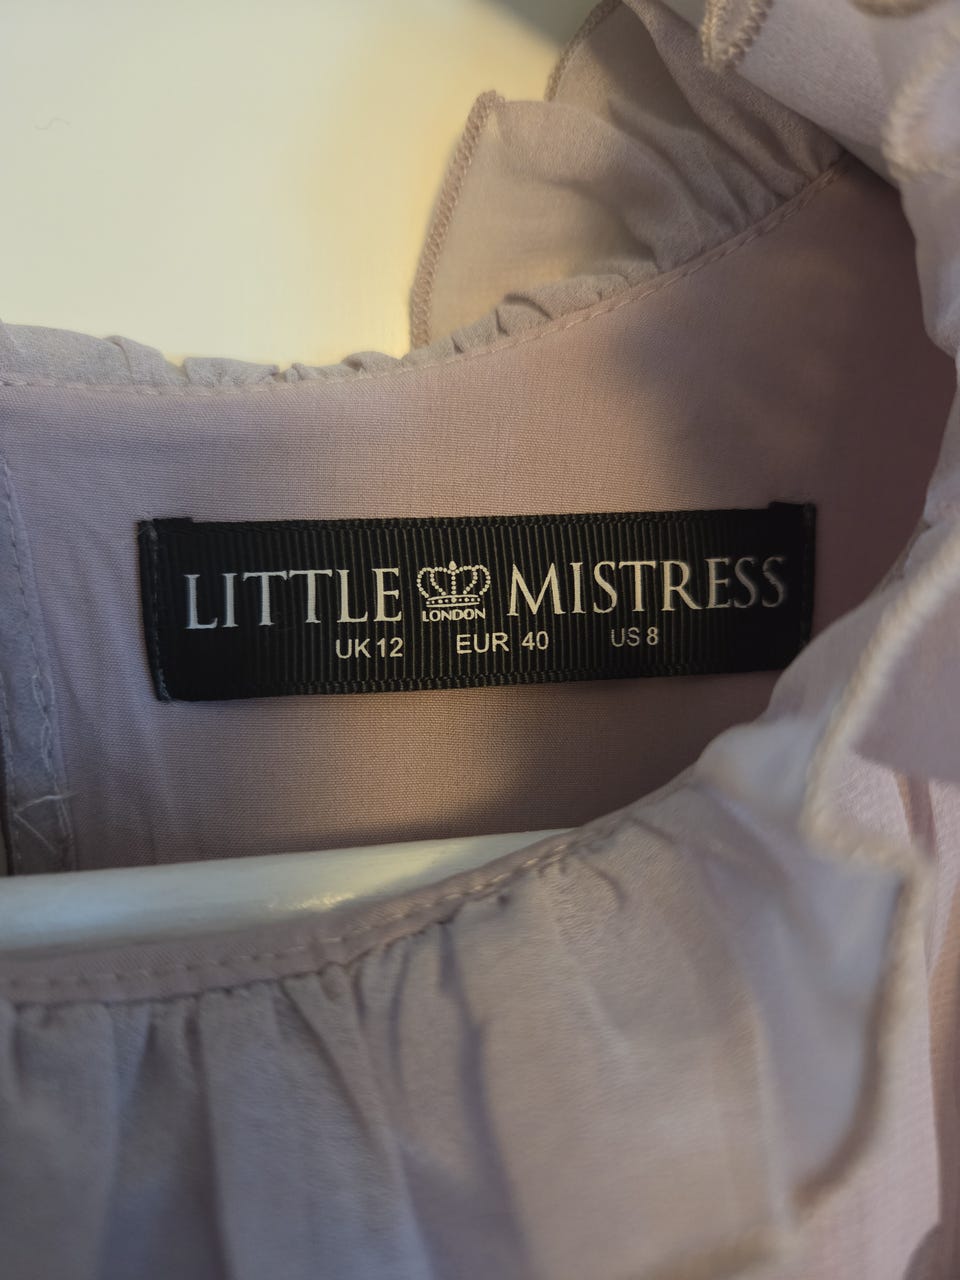 LITTLE MISTRESS
LONDON
UK 12 EUR 40 US 8